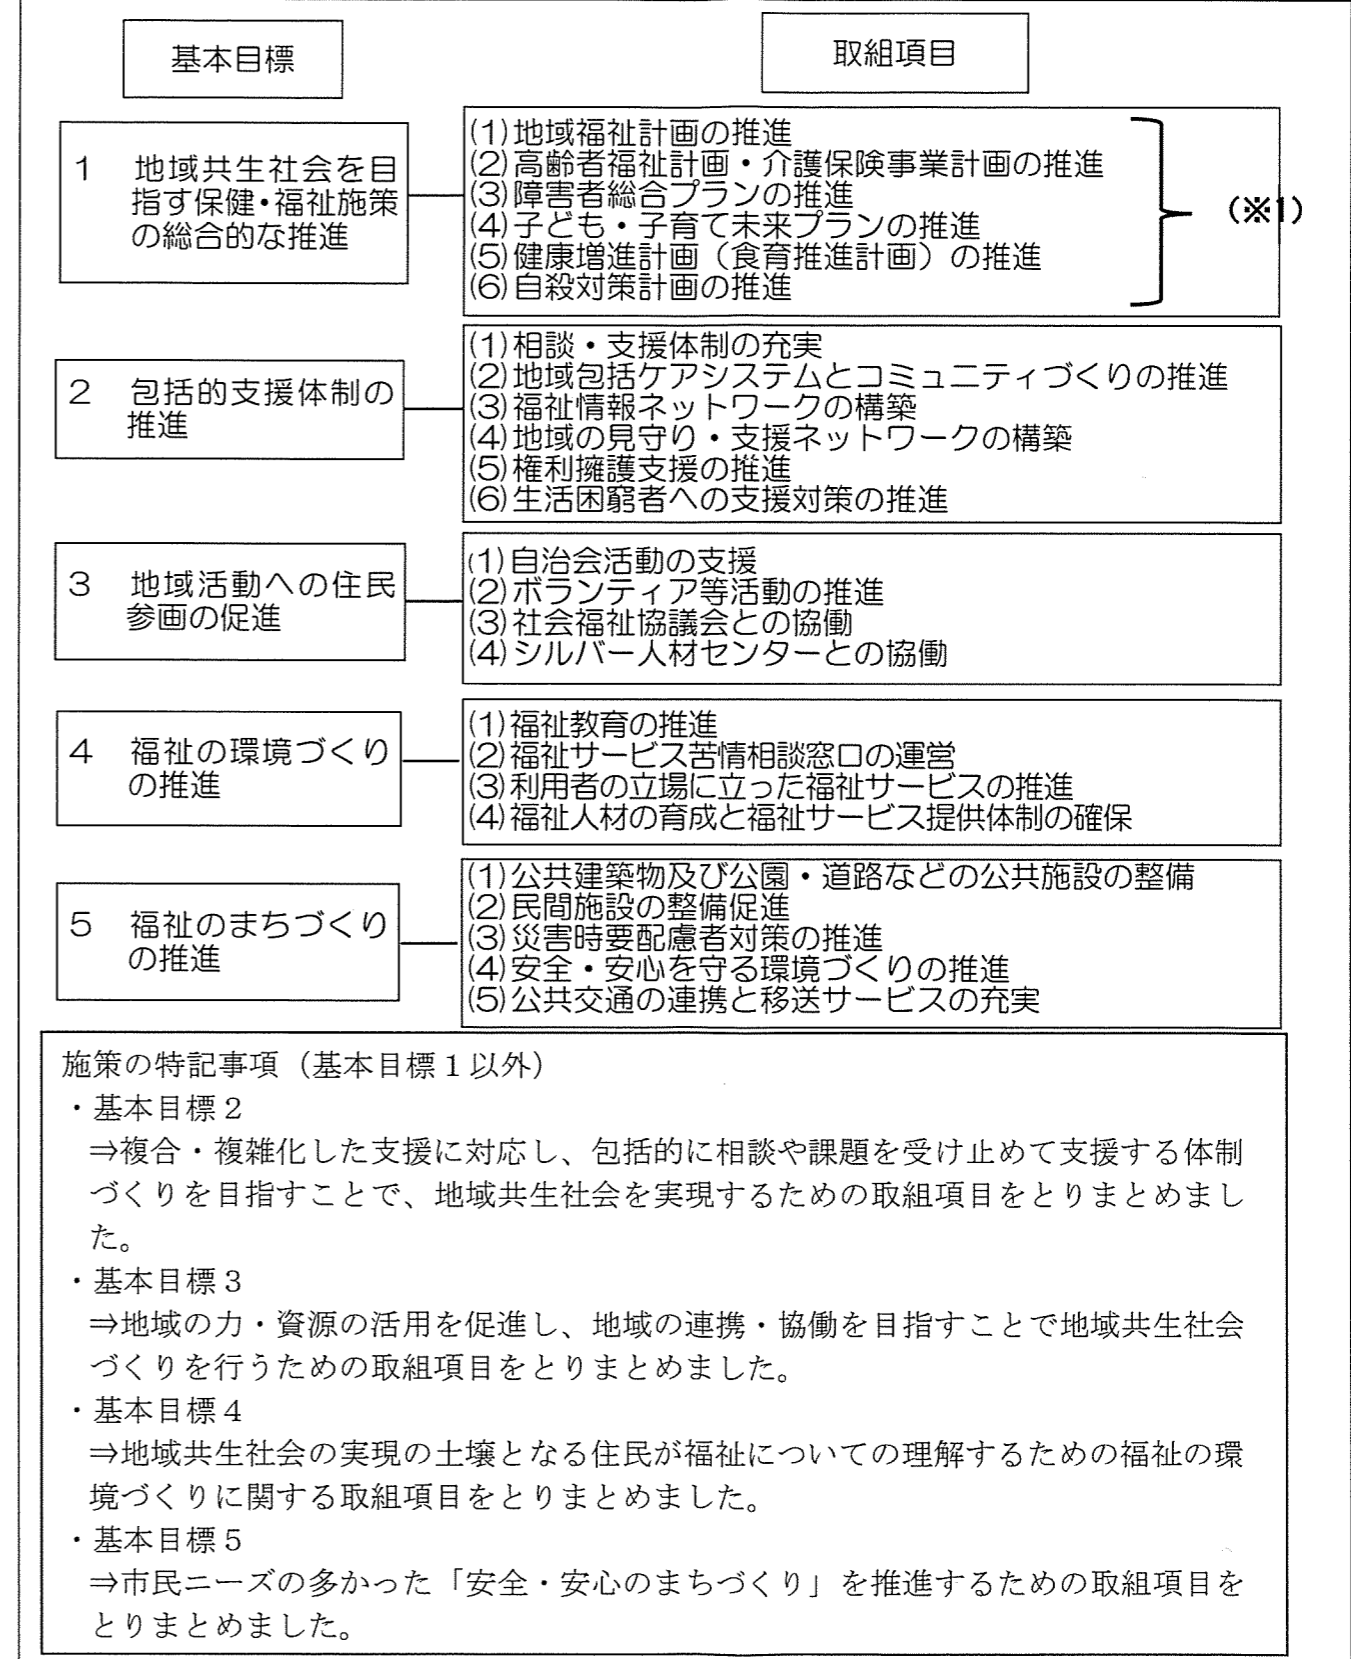 基本目標
取組項目
1 地域共生社会を目
指す保健・福祉施策
の総合的な推進
(1)地域福祉計画の推進
(2)高齢者福祉計画・介護保険事業計画の推進
(3)障害者総合プランの推進
(4)子ども・子育て未来プランの推進
(5)健康増進計画（食育推進計画）の推進
(6)自殺対策計画の推進
(※1)
2 包括的支援体制の
推進
(1)相談・支援体制の充実
(2)地域包括ケアシステムとコミュニティづくりの推進
(3)福祉情報ネットワークの構築
(4)地域の見守り・支援ネットワークの構築
(5)権利擁護支援の推進
(6)生活困窮者への支援対策の推進
3 地域活動への住民
参画の促進
(1)自治会活動の支援
(2)ボランティア等活動の推進
(3)社会福祉協議会との協働
(4)シルバー人材センターとの協働
4 福祉の環境づくり
の推進
(1)福祉教育の推進
(2)福祉サービス苦情相談窓口の運営
(3)利用者の立場に立った福祉サービスの推進
(4)福祉人材の育成と福祉サービス提供体制の確保
5 福祉のまちづくり
の推進
(1)公共建築物及び公園・道路などの公共施設の整備
(2)民間施設の整備促進
(3)災害時要配慮者対策の推進
(4)安全・安心を守る環境づくりの推進
(5)公共交通の連携と移送サービスの充実
施策の特記事項（基本目標１以外）
・基本目標２
⇒複合・複雑化した支援に対応し、包括的に相談や課題を受け止めて支援する体制
づくりを目指すことで、地域共生社会を実現するための取組項目をとりまとめまし
た。
・基本目標３
⇒地域の力・資源の活用を促進し、地域の連携・協働を目指すことで地域共生社会
づくりを行うための取組項目をとりまとめました。
・基本目標４
⇒地域共生社会の実現の土壌となる住民が福祉についての理解するための福祉の環
境づくりに関する取組項目をとりまとめました。
・基本目標５
⇒市民ニーズの多かった「安全・安心のまちづくり」を推進するための取組項目を
とりまとめました。